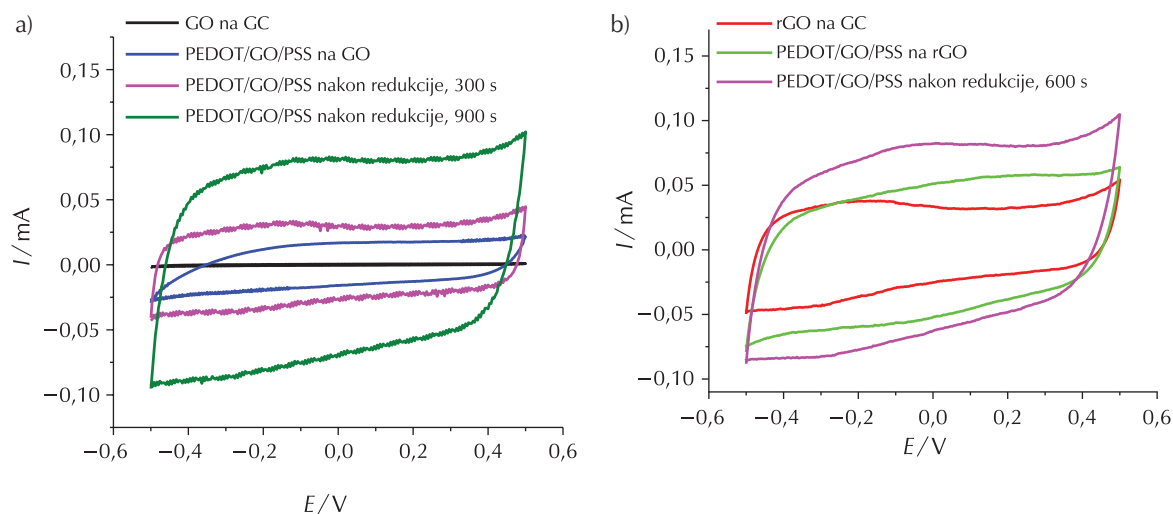 a)
GO na GC
PEDOT/GO/PSS na GO
PEDOT/GO/PSS nakon redukcije, 300 s
PEDOT/GO/PSS nakon redukcije, 900 s
0,15
0,10
0,05
0,00
−0,05
−0,10
I / mA
−0,6 −0,4 −0,2 0,0 0,2 0,4 0,6
E / V
b)
rGO na GC
PEDOT/GO/PSS na rGO
PEDOT/GO/PSS nakon redukcije, 600 s
0,15
0,10
0,05
0,00
−0,05
−0,10
I / mA
−0,6 −0,4 −0,2 0,0 0,2 0,4 0,6
E / V